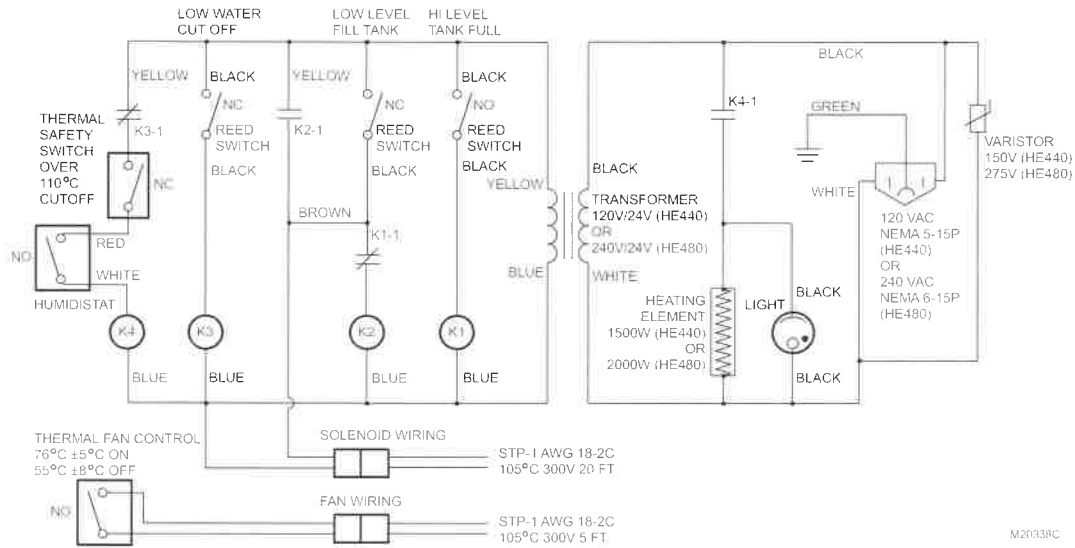 LOW WATER
CUT OFF
LOW LEVEL
FILL TANK
HI LEVEL
TANK FULL
YELLOW
BLACK
YELLOW
BLACK
BLACK
K3-1
NC
REED
SWITCH
BLACK
K2-1
NC
REED
SWITCH
BLACK
NO
REED
SWITCH
BLACK
THERMAL
SAFETY
SWITCH
OVER
110°C
CUTOFF
NC
RED
NO
WHITE
HUMIDISTAT
BROWN
K1-1
K4
K3
K2
K1
BLUE
BLUE
BLUE
BLUE
YELLOW
BLUE
BLACK
TRANSFORMER
120V/24V (HE440)
OR
240V/24V (HE480)
WHITE
K4-1
HEATING
ELEMENT
1500W (HE440)
OR
2000W (HE480)
LIGHT
BLACK
BLACK
BLACK
GREEN
WHITE
120 VAC
NEMA 5-15P
(HE440)
OR
240 VAC
NEMA 6-15P
(HE480)
VARISTOR
150V (HE440)
275V (HE480)
THERMAL FAN CONTROL
76°C ±5°C ON
55°C ±8°C OFF
NO
SOLENOID WIRING
STP-1 AWG 18-2C
105°C 300V 20 FT.
FAN WIRING
STP-1 AWG 18-2C
105°C 300V 5 FT.
M20338C